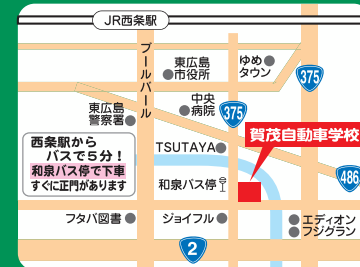 JR西条駅
ブールバール
東広島
市役所
ゆめ
タウン
375
東広島
警察署
中央
病院
375
賀茂自動車学校
西条駅から
バスで5分！
和泉バス停で下車
すぐに正門があります
TSUTAYA
和泉バス停
486
フタバ図書
ジョイフル
エディオン
フジグラン
2